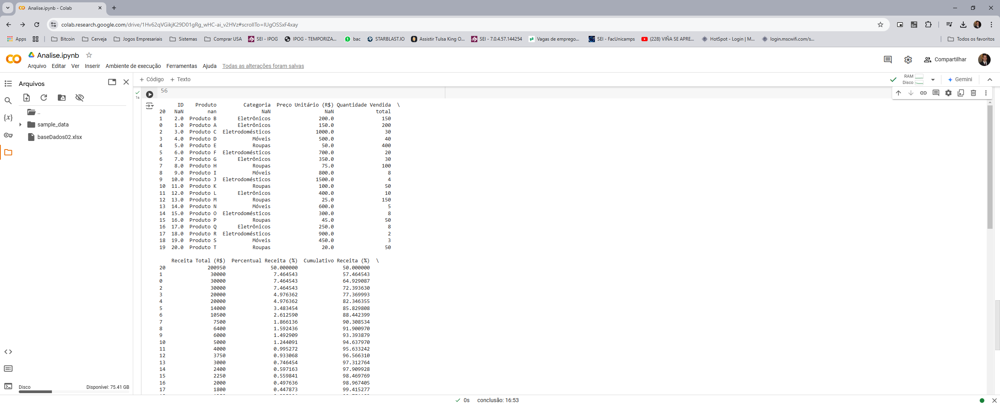 Analise.ipynb - Colab
colab.research.google.com/drive/1Hv62qVGikjK29D01gRg_wHC-ai_v2HVz#scrollTo=IUgOSSxF4xay
Apps Bitcoin Cerveja Jogos Empresariais Sistemas Comprar USA SEI - IPOG IPOG - TEMPORIZA... bac STARBLAST.IO Assistir Tulsa King O... SEI - 7.0.4.57.144254 Vagas de emprego... SEI - FacUnicamps (228) VIÑA SE APRE... HotSpot - Login | M... login.mscwifi.com/s... Todos os favoritos
Analise.ipynb
Arquivo Editar Ver Inserir Ambiente de execução Ferramentas Ajuda Todas as alterações foram salvas
Compartilhar
Arquivos
+ Código + Texto
RAM
Disco
Gemini
..
sample_data
baseDados02.xlsx
1s
56
ID Produto Categoria Preço Unitário (R$) Quantidade Vendida \
20 NaN nan NaN NaN total
1 2.0 Produto B Eletrônicos 200.0 150
0 1.0 Produto A Eletrônicos 150.0 200
2 3.0 Produto C Eletrodomésticos 1000.0 30
3 4.0 Produto D Móveis 500.0 40
4 5.0 Produto E Roupas 50.0 400
5 6.0 Produto F Eletrodomésticos 700.0 20
6 7.0 Produto G Eletrônicos 350.0 30
7 8.0 Produto H Roupas 75.0 100
8 9.0 Produto I Móveis 800.0 8
9 10.0 Produto J Eletrodomésticos 1500.0 4
10 11.0 Produto K Roupas 100.0 50
11 12.0 Produto L Eletrônicos 400.0 10
12 13.0 Produto M Roupas 25.0 150
13 14.0 Produto N Móveis 600.0 5
14 15.0 Produto O Eletrodomésticos 300.0 8
15 16.0 Produto P Roupas 45.0 50
16 17.0 Produto Q Eletrônicos 250.0 8
17 18.0 Produto R Eletrodomésticos 900.0 2
18 19.0 Produto S Móveis 450.0 3
19 20.0 Produto T Roupas 20.0 50
Receita Total (R$) Percentual Receita (%) Cumulativo Receita (%) \
20 200950 50.000000 50.000000
1 30000 7.464543 57.464543
0 30000 7.464543 64.929087
2 30000 7.464543 72.393630
3 20000 4.976362 77.369993
4 20000 4.976362 82.346355
5 14000 3.483454 85.829808
6 10500 2.612590 88.442399
7 7500 1.866136 90.308534
8 6400 1.592436 91.900970
9 6000 1.492909 93.393879
10 5000 1.244091 94.637970
11 4000 0.995272 95.633242
12 3750 0.933068 96.566310
13 3000 0.746454 97.312764
14 2400 0.597163 97.909928
15 2250 0.559841 98.469769
16 2000 0.497636 98.967405
17 1800 0.447873 99.415277
Disco Disponível: 75.41 GB
0s conclusão: 16:53